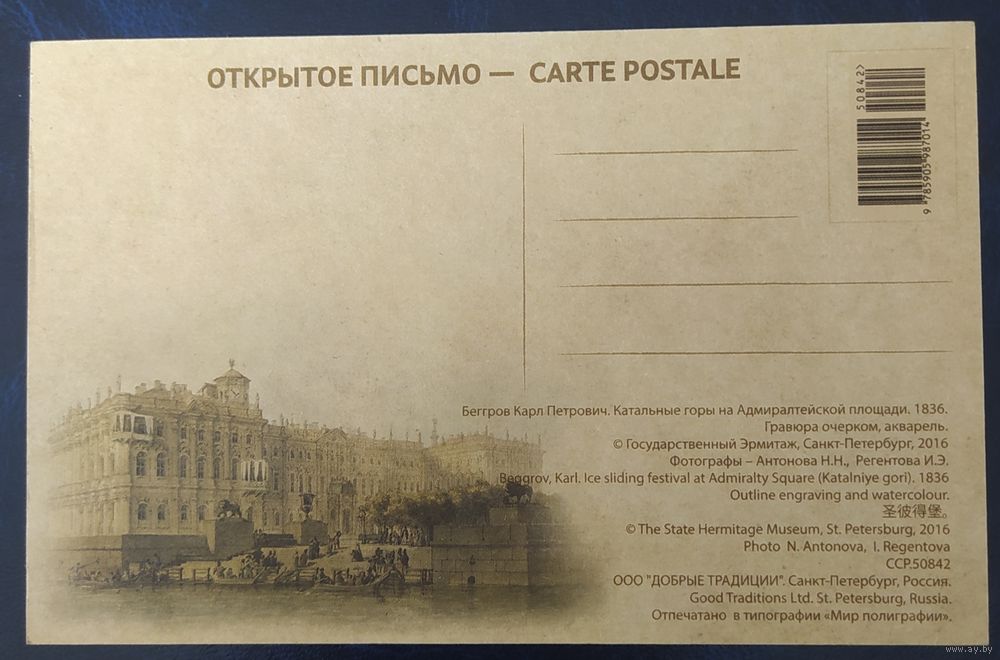 ОТКРЫТОЕ ПИСЬМО — CARTE POSTALE
50842>
9 785905 987014
Беггров Карл Петрович. Катальные горы на Адмиралтейской площади. 1836.
Гравюра очерком, акварель.
© Государственный Эрмитаж, Санкт-Петербург, 2016
Фотографы – Антонова Н.Н., Регентова И.Э.
Beggrov, Karl. Ice sliding festival at Admiralty Square (Katalniye gori). 1836
Outline engraving and watercolour.
圣彼得堡。
© The State Hermitage Museum, St. Petersburg, 2016
Photo N. Antonova, I. Regentova
CCP.50842
ООО "ДОБРЫЕ ТРАДИЦИИ". Санкт-Петербург, Россия.
Good Traditions Ltd. St. Petersburg, Russia.
Отпечатано в типографии «Мир полиграфии».
www.ay.by